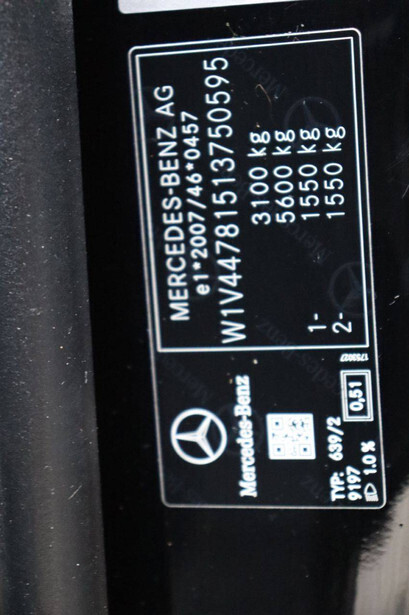 MERCEDES-BENZ AG
e1*2007/46*0457
W1V44781513750595
3100 kg
5600 kg
1- 1550 kg
2- 1550 kg
1753027
Mercedes-Benz
TYP: 639/2
9197
1.0 %
0,51